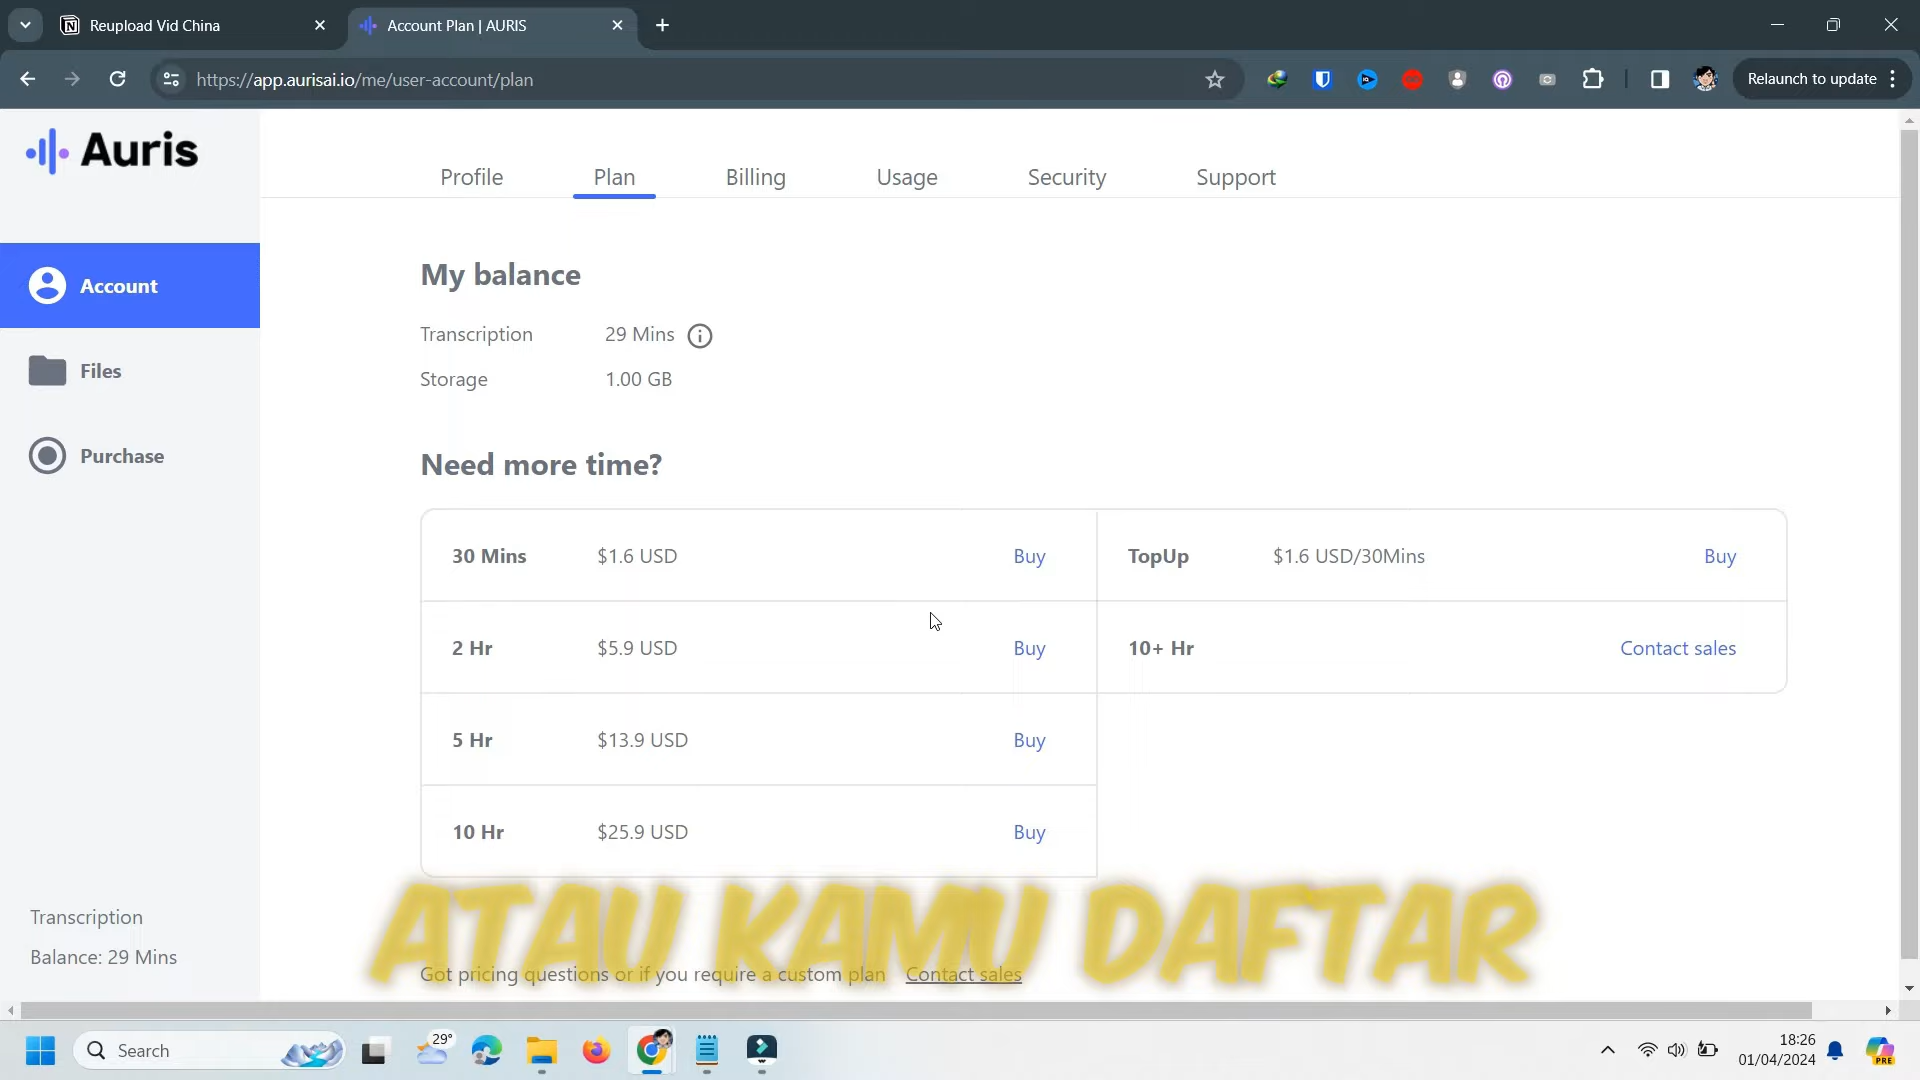 Reupload Vid China
Account Plan | AURIS
https://app.aurisai.io/me/user-account/plan
Relaunch to update
Auris
Profile
Plan
Billing
Usage
Security
Support
Account
Files
Purchase
My balance
Transcription 29 Mins
Storage 1.00 GB
Need more time?
30 Mins $1.6 USD Buy
TopUp $1.6 USD/30Mins Buy
2 Hr $5.9 USD Buy
10+ Hr Contact sales
5 Hr $13.9 USD Buy
10 Hr $25.9 USD Buy
ATAU KAMU DAFTAR
Got pricing questions or if you require a custom plan Contact sales
Transcription
Balance: 29 Mins
Search
29°
18:26
01/04/2024
PRE